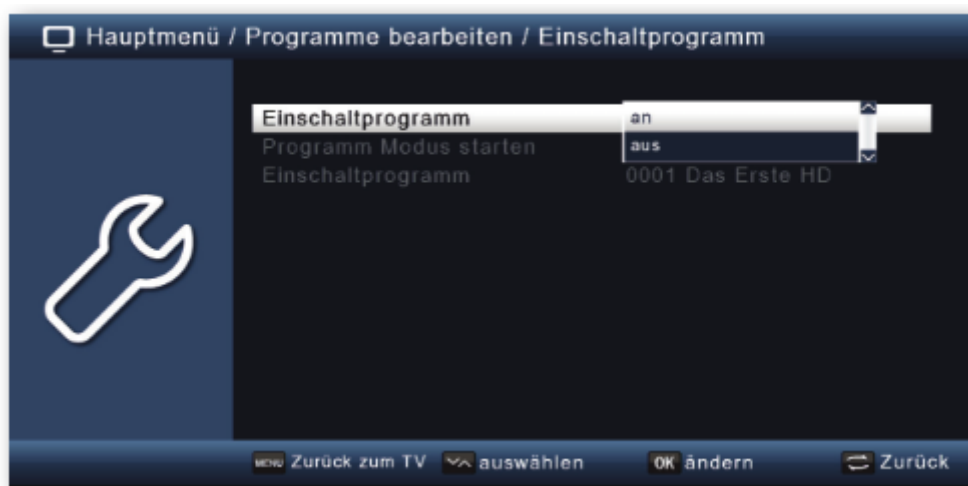 Hauptmenü / Programme bearbeiten / Einschaltprogramm
Einschaltprogramm an
Programm Modus starten aus
Einschaltprogramm 0001 Das Erste HD
MENU Zurück zum TV auswählen OK ändern Zurück